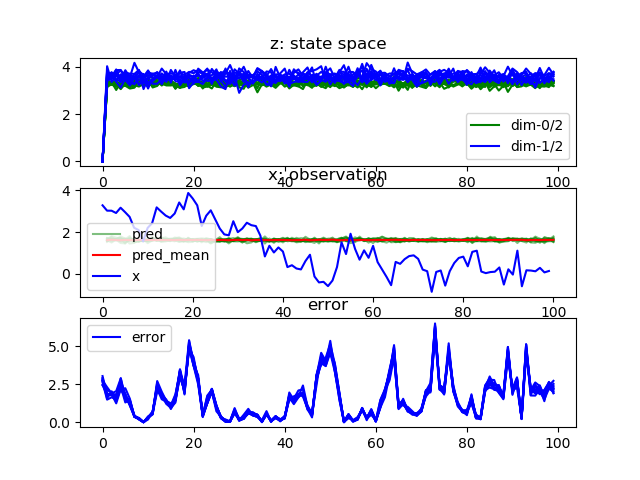 z: state space
4
2
0
dim-0/2
dim-1/2
0 20 40 60 80 100
x: observation
4
2
0
pred
pred_mean
x
0 20 40 60 80 100
error
5.0
2.5
0.0
error
0 20 40 60 80 100